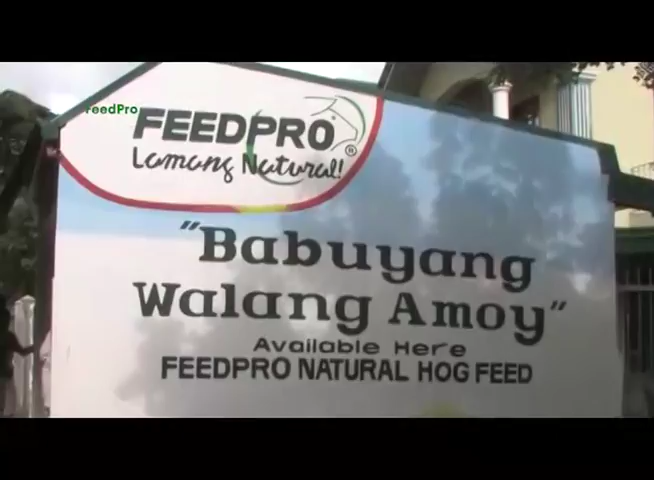 FeedPro
FEEDPRO®
Lamang Natural!
"Babuyang
Walang Amoy"
Available Here
FEEDPRO NATURAL HOG FEED